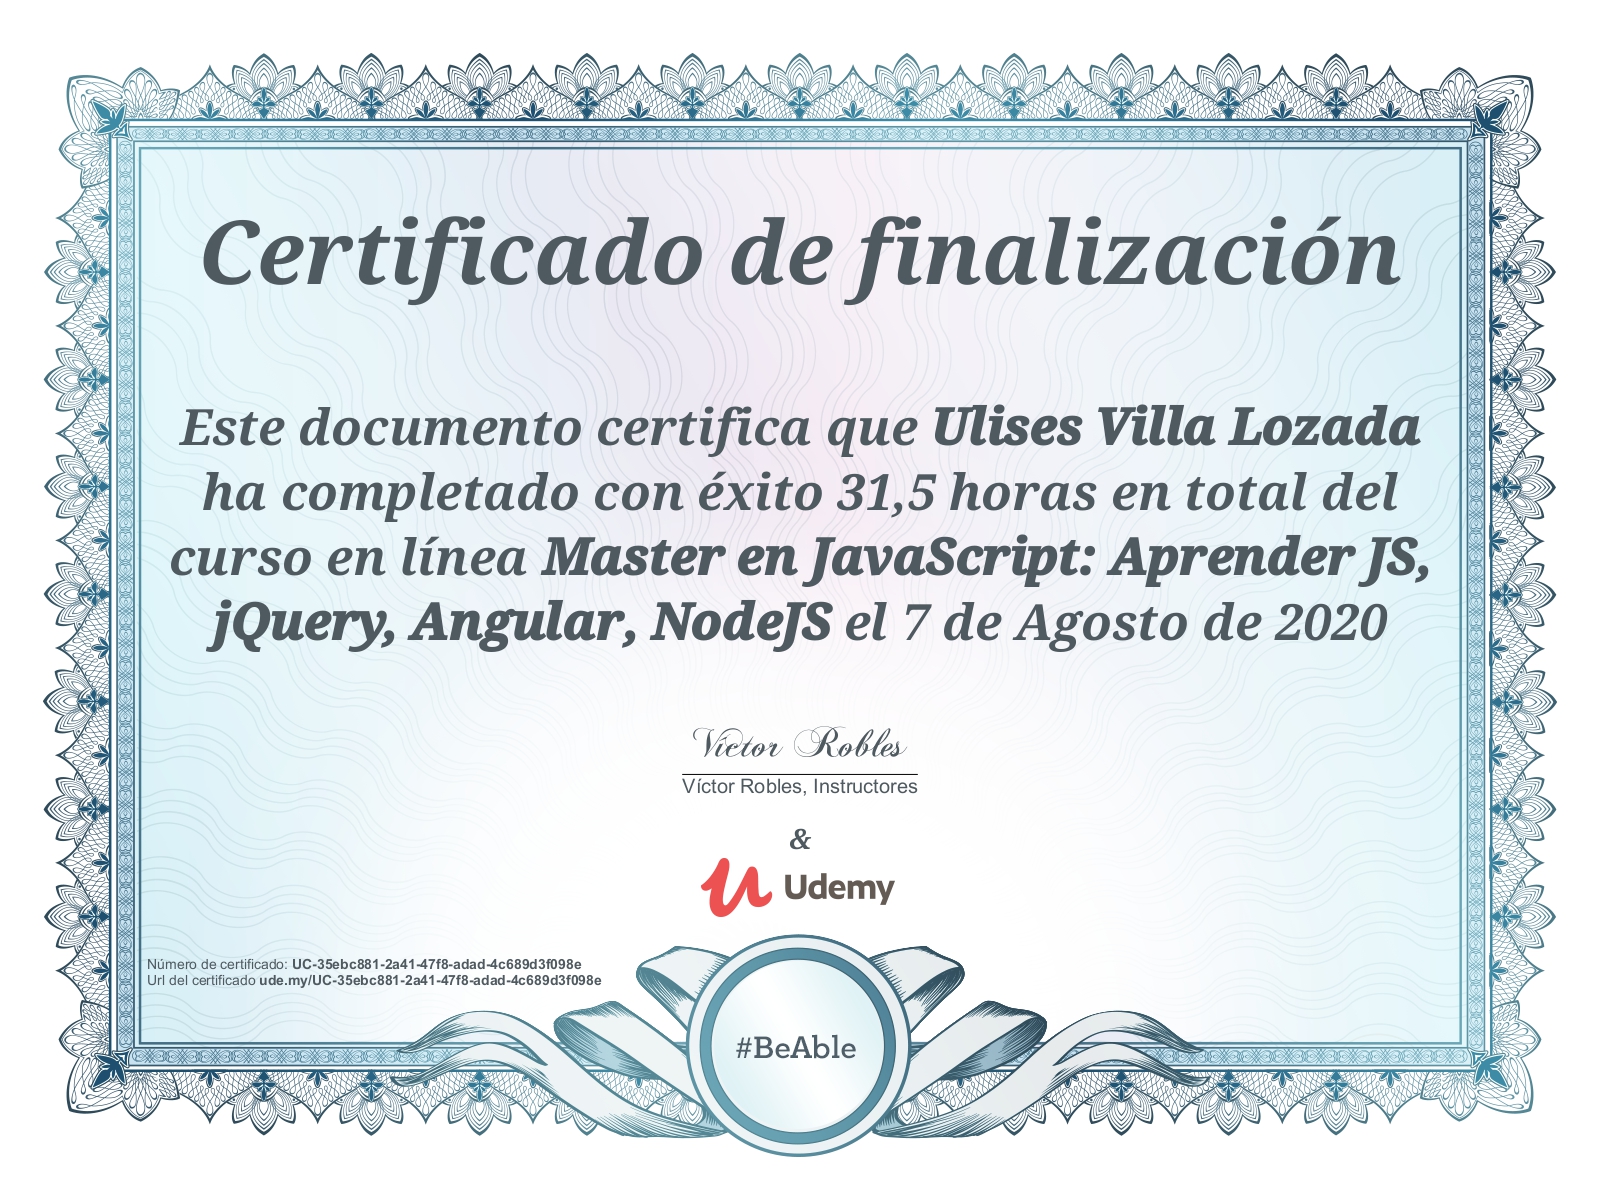 Certificado de finalización
Este documento certifica que Ulises Villa Lozada
ha completado con éxito 31,5 horas en total del
curso en línea Master en JavaScript: Aprender JS,
jQuery, Angular, NodeJS el 7 de Agosto de 2020
Víctor Robles
Víctor Robles, Instructores
&
Udemy
Número de certificado: UC-35ebc881-2a41-47f8-adad-4c689d3f098e
Url del certificado ude.my/UC-35ebc881-2a41-47f8-adad-4c689d3f098e
#BeAble